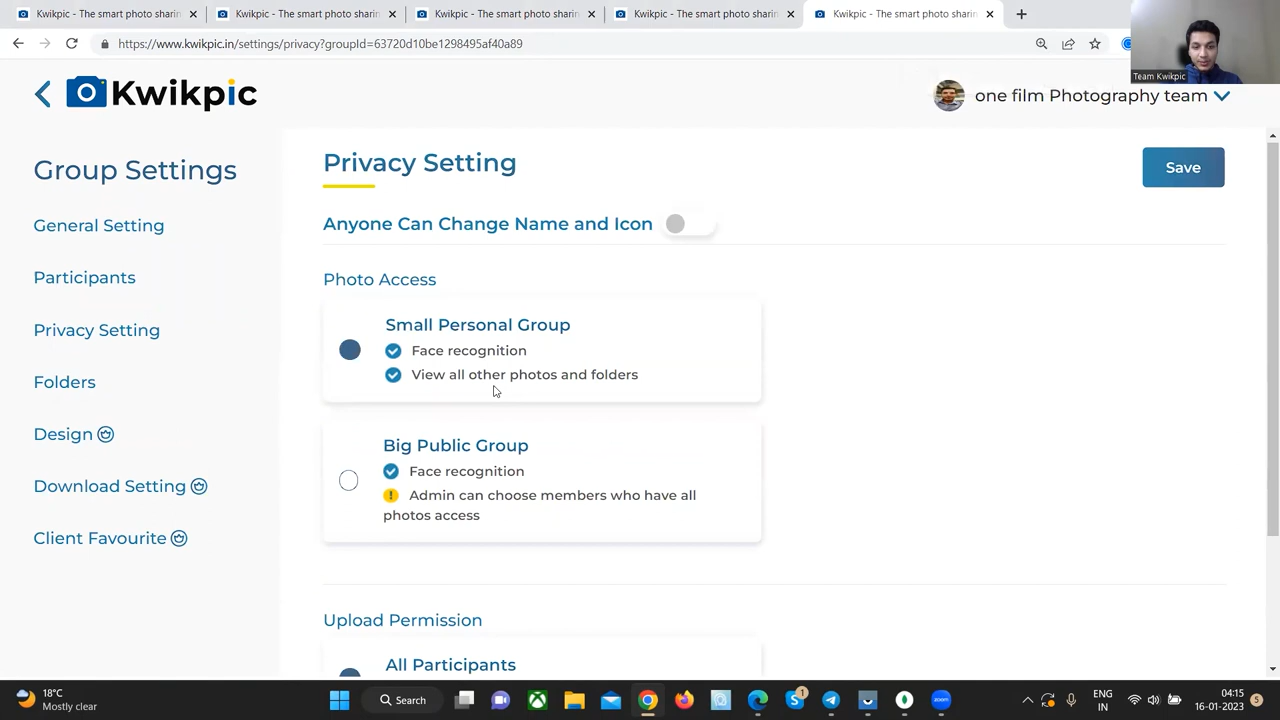 Kwikpic - The smart photo sharin
Kwikpic - The smart photo sharin
Kwikpic - The smart photo sharin
Kwikpic - The smart photo sharin
Kwikpic - The smart photo sharin
https://www.kwikpic.in/settings/privacy?groupId=63720d10be1298495af40a89
Team Kwikpic
Kwikpic
one film Photography team
Group Settings
General Setting
Participants
Privacy Setting
Folders
Design
Download Setting
Client Favourite
Privacy Setting
Save
Anyone Can Change Name and Icon
Photo Access
Small Personal Group
Face recognition
View all other photos and folders
Big Public Group
Face recognition
! Admin can choose members who have all
photos access
Upload Permission
All Participants
18°C
Mostly clear
Search
1
zoom
ENG
IN
04:15
16-01-2023
5